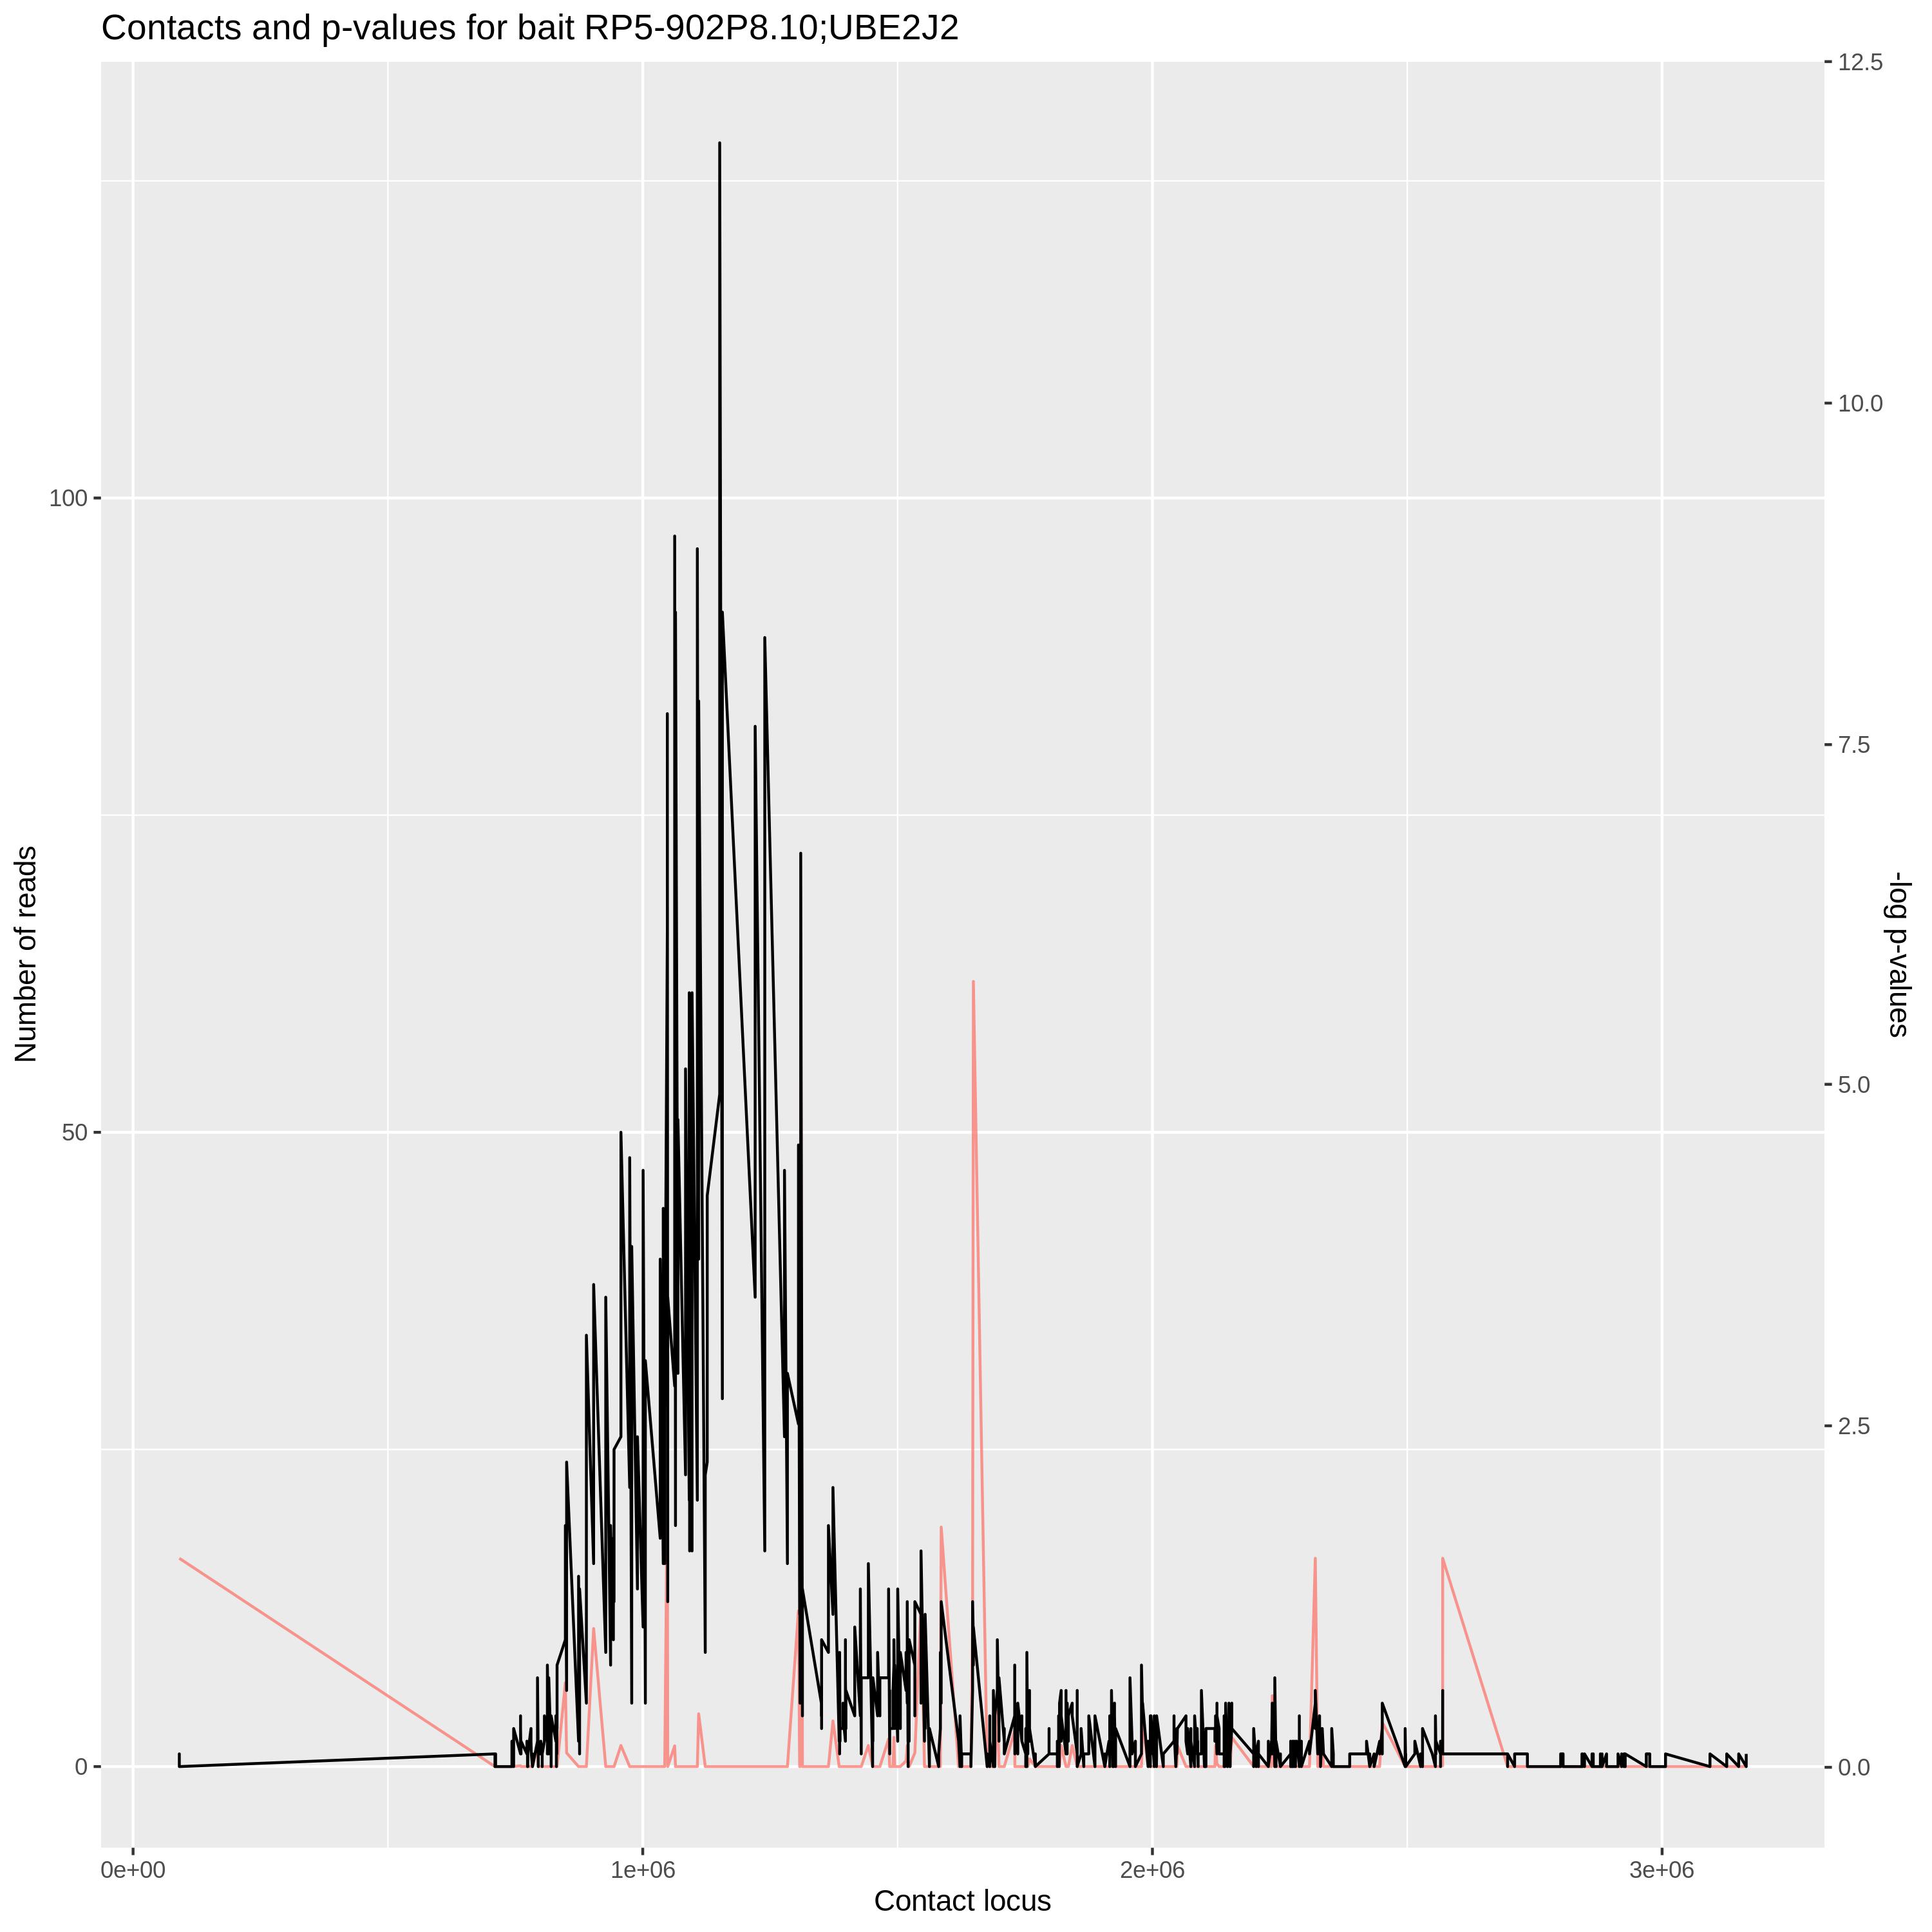 Contacts and p-values for bait RP5-902P8.10;UBE2J2
Number of reads
100
50
0
12.5
10.0
7.5
5.0
2.5
0.0
-log p-values
0e+00 1e+06 2e+06 3e+06
Contact locus